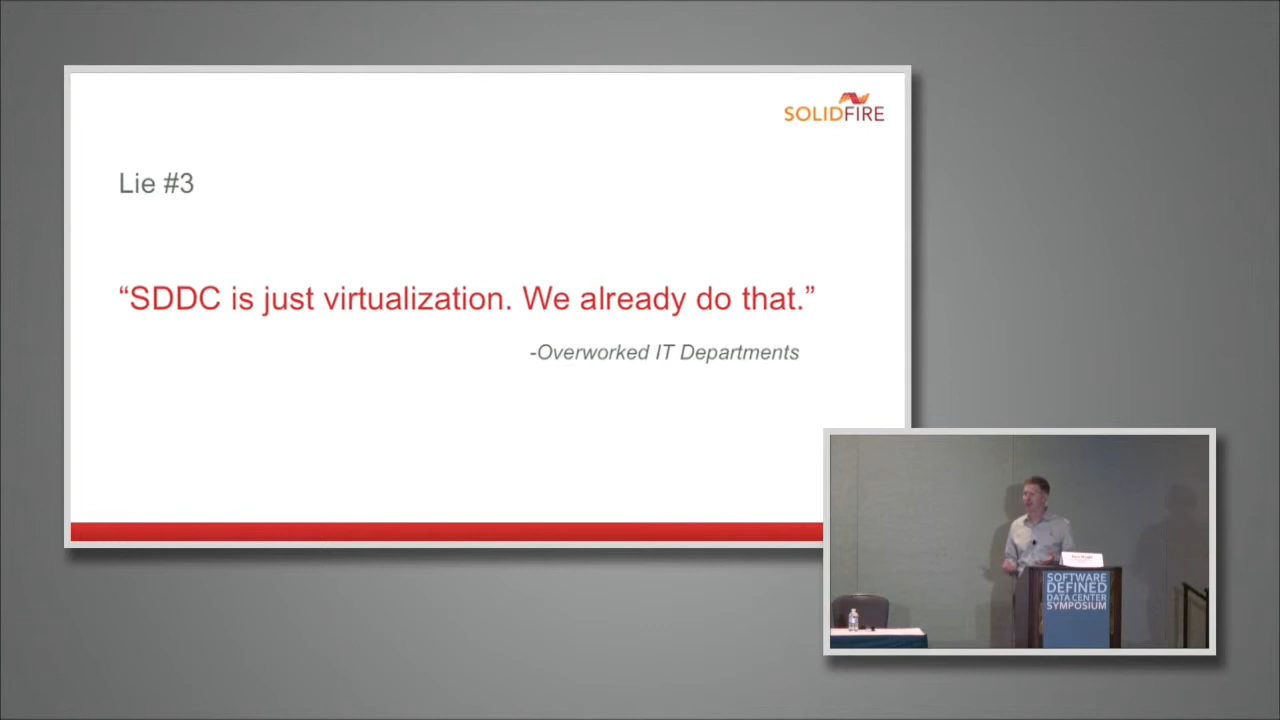 SOLIDFIRE
Lie #3
“SDDC is just virtualization. We already do that.”
-Overworked IT Departments
SOFTWARE
DEFINED
DATA CENTER
SYMPOSIUM